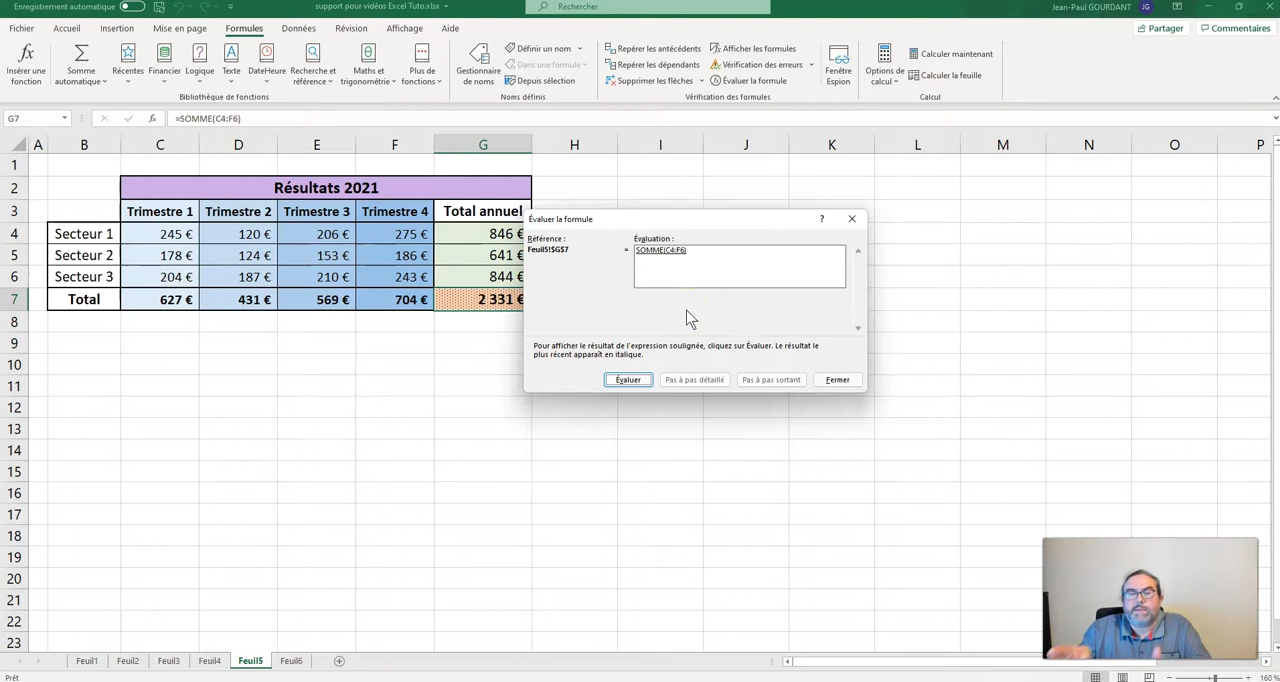 Enregistrement automatique
support pour vidéos Excel Tuto.xlsx
Rechercher
Jean-Paul GOURDANT
JG
Fichier Accueil Insertion Mise en page Formules Données Révision Affichage Aide
Partager
Commentaires
Insérer une fonction
Somme automatique
Récentes
Financier
Logique
Texte
DateHeure
Recherche et référence
Maths et trigonométrie
Plus de fonctions
Bibliothèque de fonctions
Gestionnaire de noms
Définir un nom
Dans une formule
Depuis sélection
Noms définis
Repérer les antécédents
Repérer les dépendants
Supprimer les flèches
Afficher les formules
Vérification des erreurs
Évaluer la formule
Vérification des formules
Fenêtre Espion
Options de calcul
Calculer maintenant
Calculer la feuille
Calcul
G7
fx
=SOMME(C4:F6)
A B C D E F G H I J K L M N O P
1
2 Résultats 2021
3 Trimestre 1 Trimestre 2 Trimestre 3 Trimestre 4 Total annuel
4 Secteur 1 245 € 120 € 206 € 275 € 846 €
5 Secteur 2 178 € 124 € 153 € 186 € 641 €
6 Secteur 3 204 € 187 € 210 € 243 € 844 €
7 Total 627 € 431 € 569 € 704 € 2 331 €
8
9
10
11
12
13
14
15
16
17
18
19
20
21
22
23
Évaluer la formule
?
Référence :
Évaluation :
Feuil5!$G$7
=
SOMME(C4:F6)
Pour afficher le résultat de l'expression soulignée, cliquez sur Évaluer. Le résultat le
plus récent apparaît en italique.
Évaluer
Pas à pas détaillé
Pas à pas sortant
Fermer
Feuil1 Feuil2 Feuil3 Feuil4 Feuil5 Feuil6
Prêt
160 %